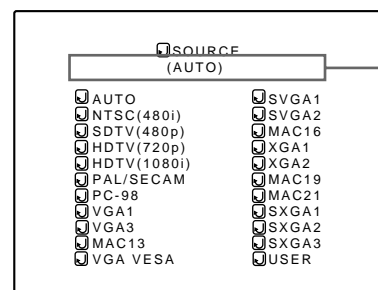 SOURCE
(AUTO)
AUTO
NTSC(480i)
SDTV(480p)
HDTV(720p)
HDTV(1080i)
PAL/SECAM
PC-98
VGA1
VGA3
MAC13
VGA VESA
SVGA1
SVGA2
MAC16
XGA1
XGA2
MAC19
MAC21
SXGA1
SXGA2
SXGA3
USER